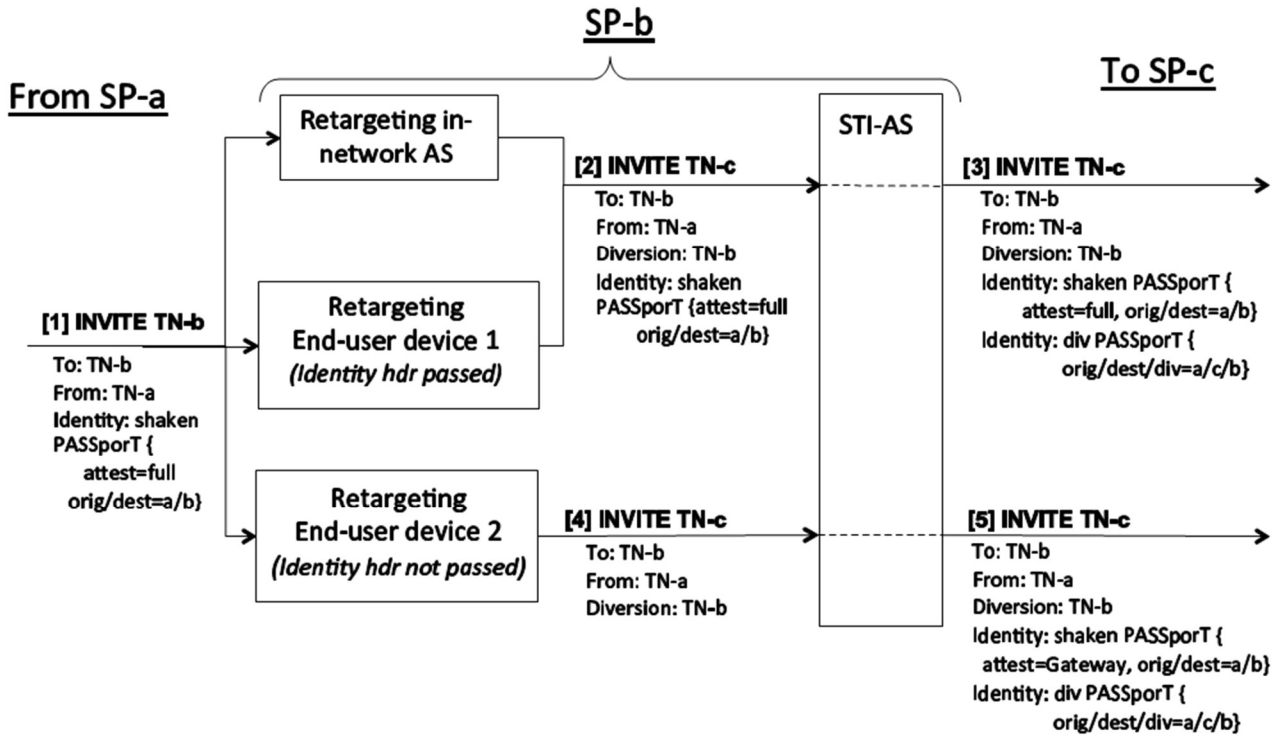 SP-b
From SP-a
To SP-c
Retargeting in-
network AS
STI-AS
[1] INVITE TN-b
To: TN-b
From: TN-a
Identity: shaken
PASSporT {
attest=full
orig/dest=a/b}
Retargeting
End-user device 1
(Identity hdr passed)
Retargeting
End-user device 2
(Identity hdr not passed)
[2] INVITE TN-c
To: TN-b
From: TN-a
Diversion: TN-b
Identity: shaken
PASSporT {attest=full
orig/dest=a/b}
[3] INVITE TN-c
To: TN-b
From: TN-a
Diversion: TN-b
Identity: shaken PASSporT {
attest=full, orig/dest=a/b}
Identity: div PASSporT {
orig/dest/div=a/c/b}
[4] INVITE TN-c
To: TN-b
From: TN-a
Diversion: TN-b
[5] INVITE TN-c
To: TN-b
From: TN-a
Diversion: TN-b
Identity: shaken PASSporT {
attest=Gateway, orig/dest=a/b}
Identity: div PASSporT {
orig/dest/div=a/c/b}